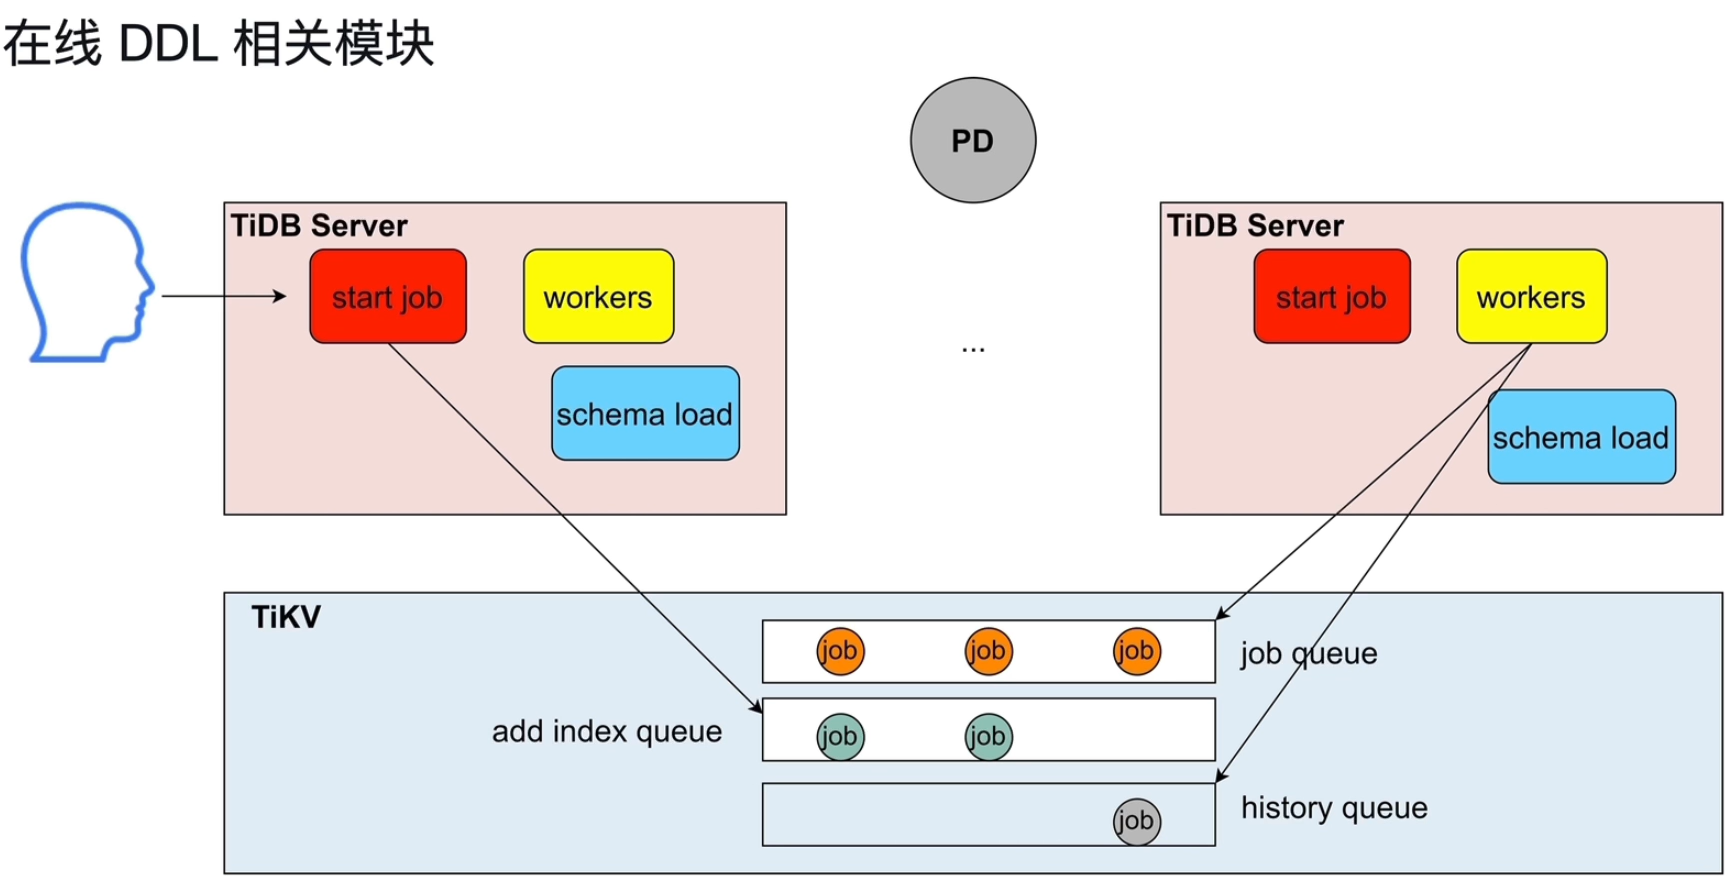 在线 DDL 相关模块
PD
TiDB Server
start job
workers
schema load
...
TiDB Server
start job
workers
schema load
TiKV
job
job
job
job queue
add index queue
job
job
job
history queue